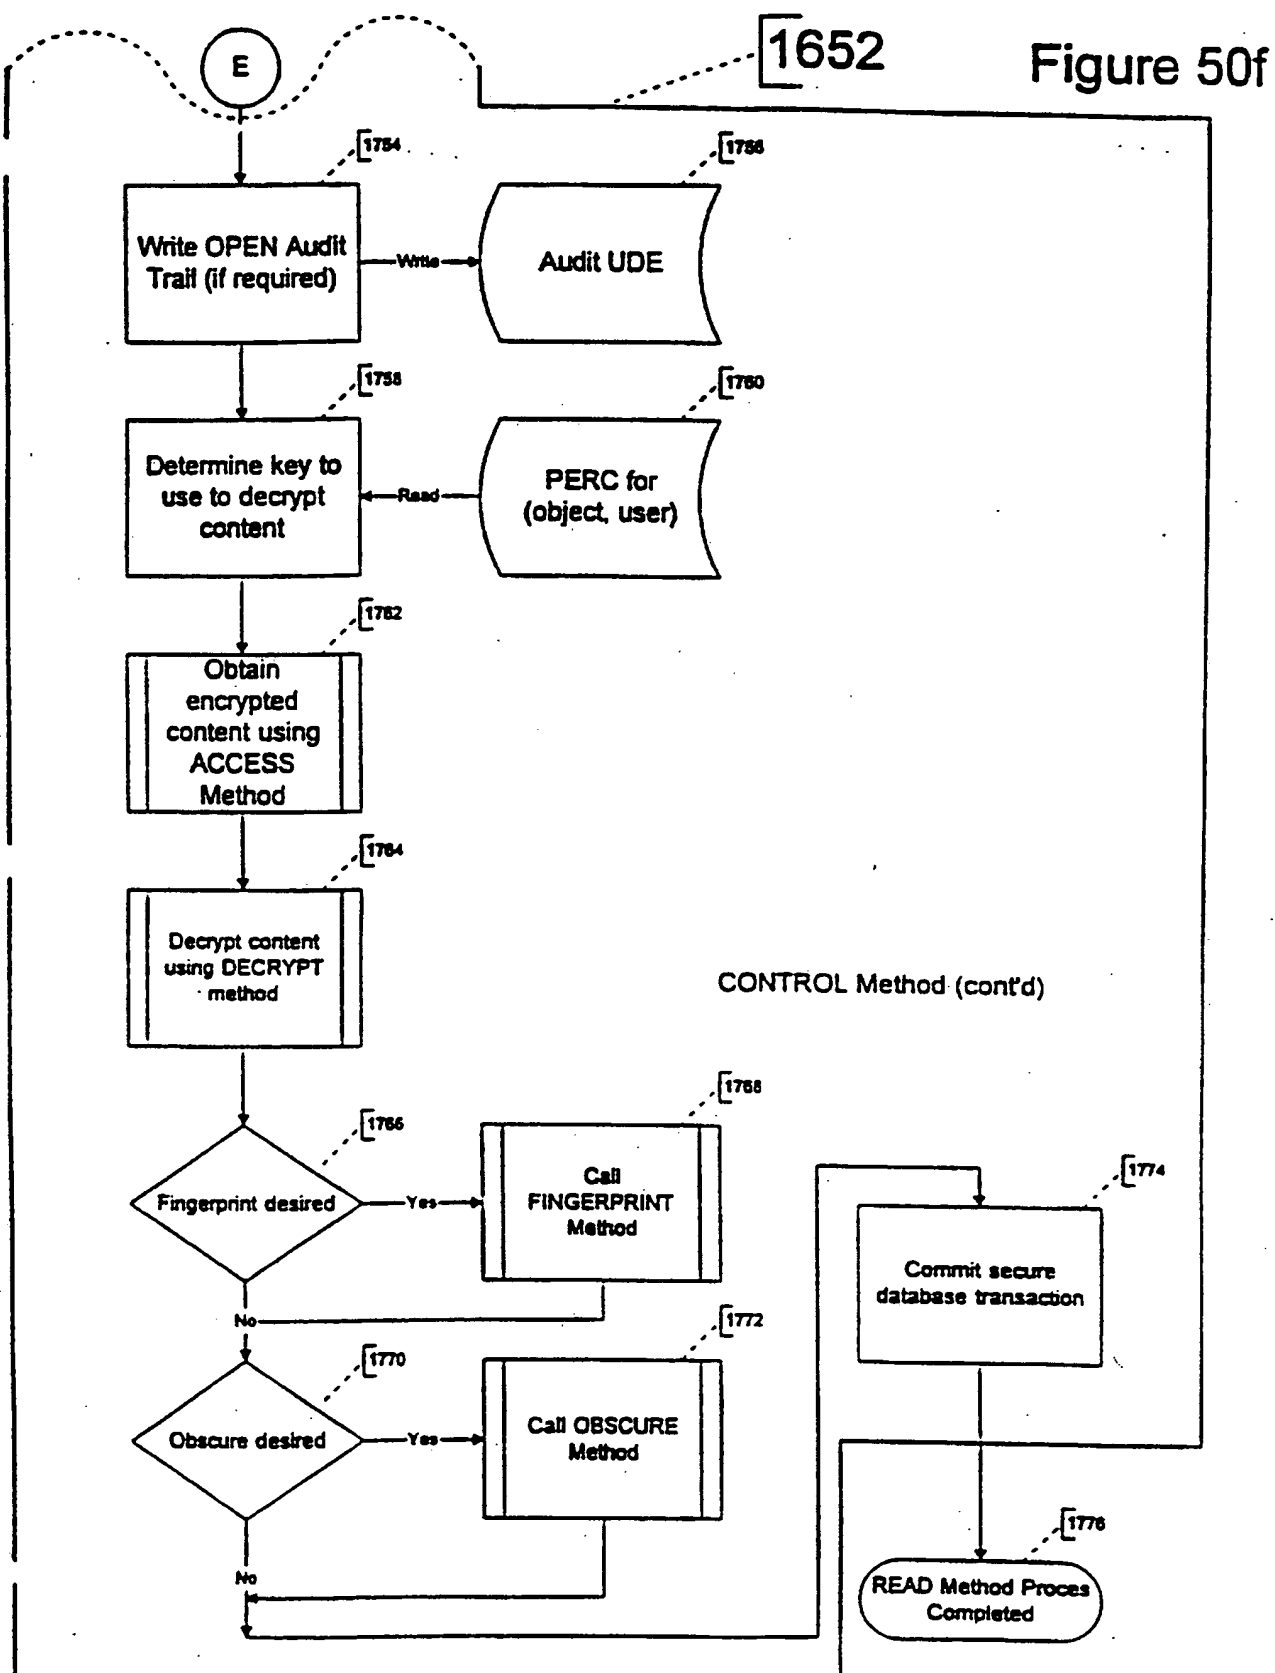 E
1652
Figure 50f
1754
Write OPEN Audit
Trail (if required)
Write
1756
Audit UDE
1758
Determine key to
use to decrypt
content
Read
1760
PERC for
(object, user)
1762
Obtain
encrypted
content using
ACCESS
Method
1764
Decrypt content
using DECRYPT
method
CONTROL Method (cont'd)
1766
Fingerprint desired
Yes
1768
Call
FINGERPRINT
Method
No
1770
Obscure desired
Yes
1772
Call OBSCURE
Method
No
1774
Commit secure
database transaction
1776
READ Method Proces
Completed